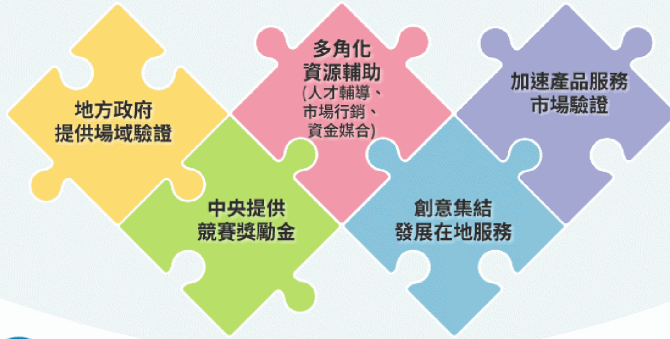 地方政府
提供場域驗證
中央提供
競賽獎勵金
多角化
資源輔助
(人才輔導、
市場行銷、
資金媒合)
創意集結
發展在地服務
加速產品服務
市場驗證